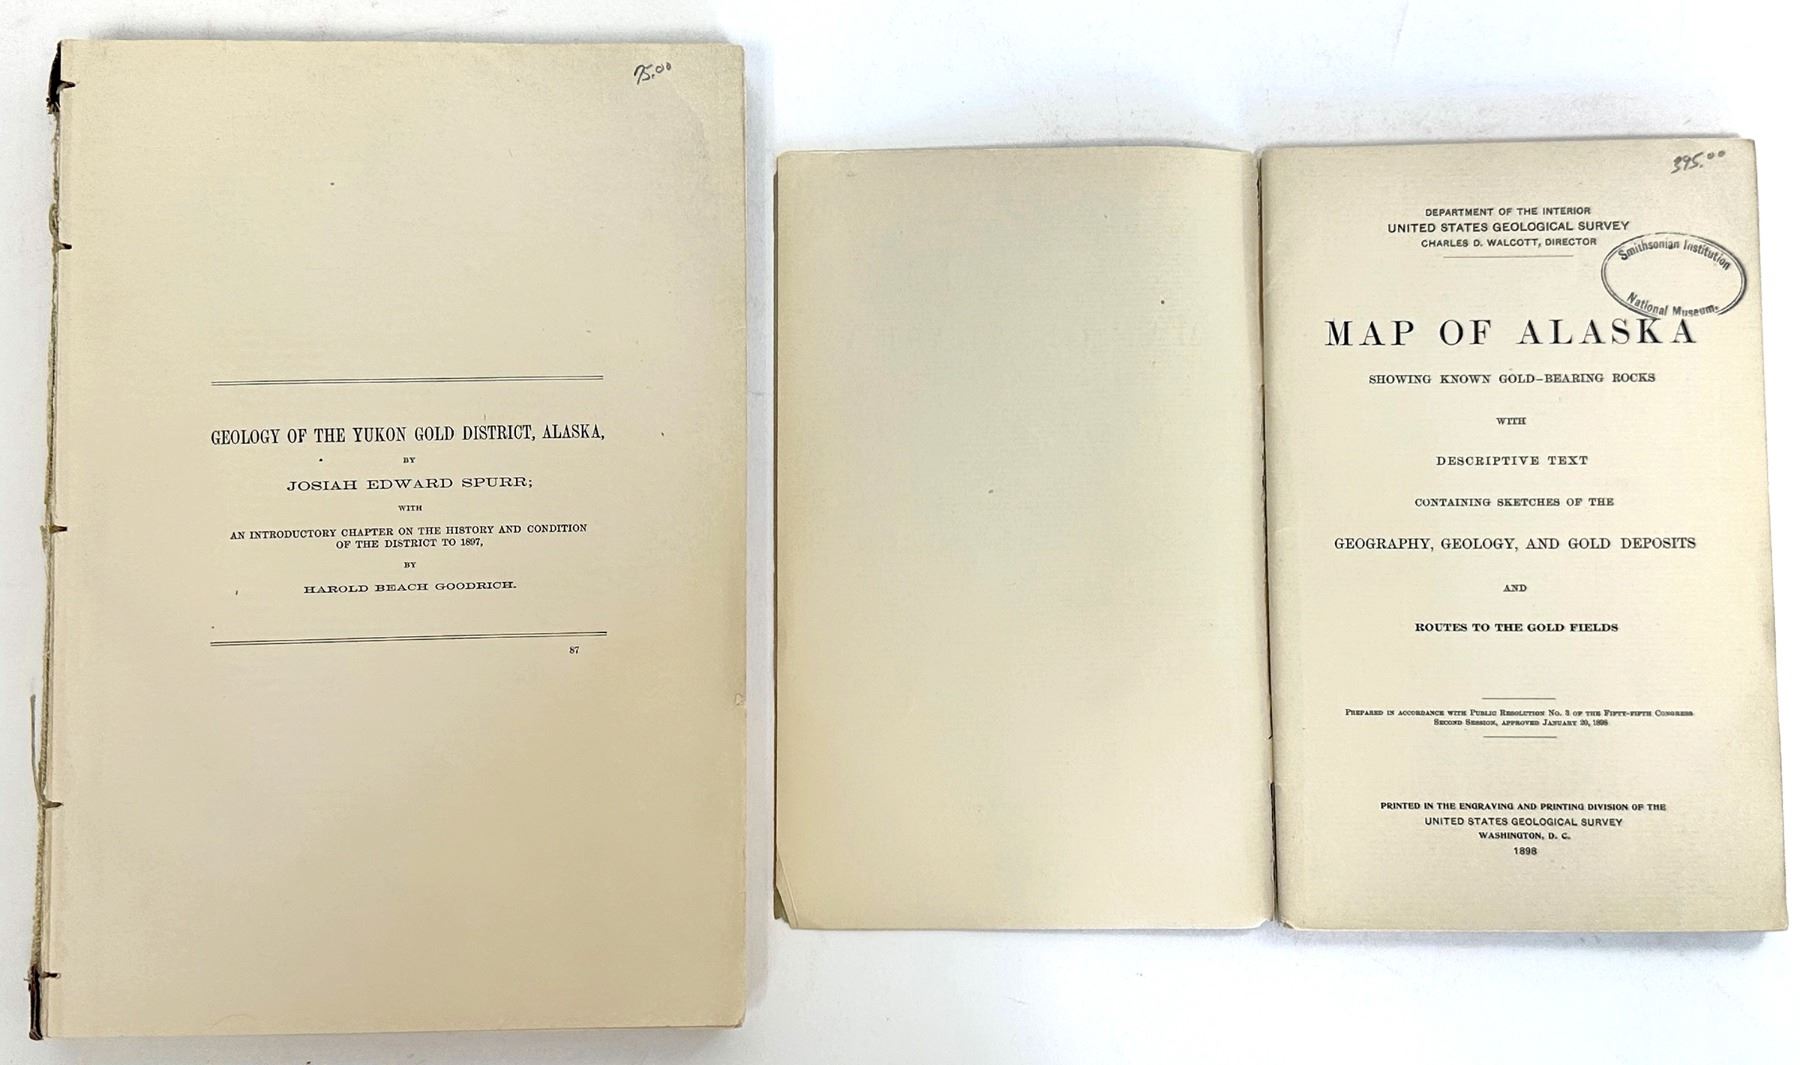 75.00
GEOLOGY OF THE YUKON GOLD DISTRICT, ALASKA,
BY
JOSIAH EDWARD SPURR;
WITH
AN INTRODUCTORY CHAPTER ON THE HISTORY AND CONDITION
OF THE DISTRICT TO 1897,
BY
HAROLD BEACH GOODRICH.
87
395.00
DEPARTMENT OF THE INTERIOR
UNITED STATES GEOLOGICAL SURVEY
CHARLES D. WALCOTT, DIRECTOR
Smithsonian Institution
National Museum.
MAP OF ALASKA
SHOWING KNOWN GOLD-BEARING ROCKS
WITH
DESCRIPTIVE TEXT
CONTAINING SKETCHES OF THE
GEOGRAPHY, GEOLOGY, AND GOLD DEPOSITS
AND
ROUTES TO THE GOLD FIELDS
PREPARED IN ACCORDANCE WITH PUBLIC RESOLUTION NO. 3 OF THE FIFTY-FIFTH CONGRESS
SECOND SESSION, APPROVED JANUARY 20, 1898
PRINTED IN THE ENGRAVING AND PRINTING DIVISION OF THE
UNITED STATES GEOLOGICAL SURVEY
WASHINGTON, D. C.
1898